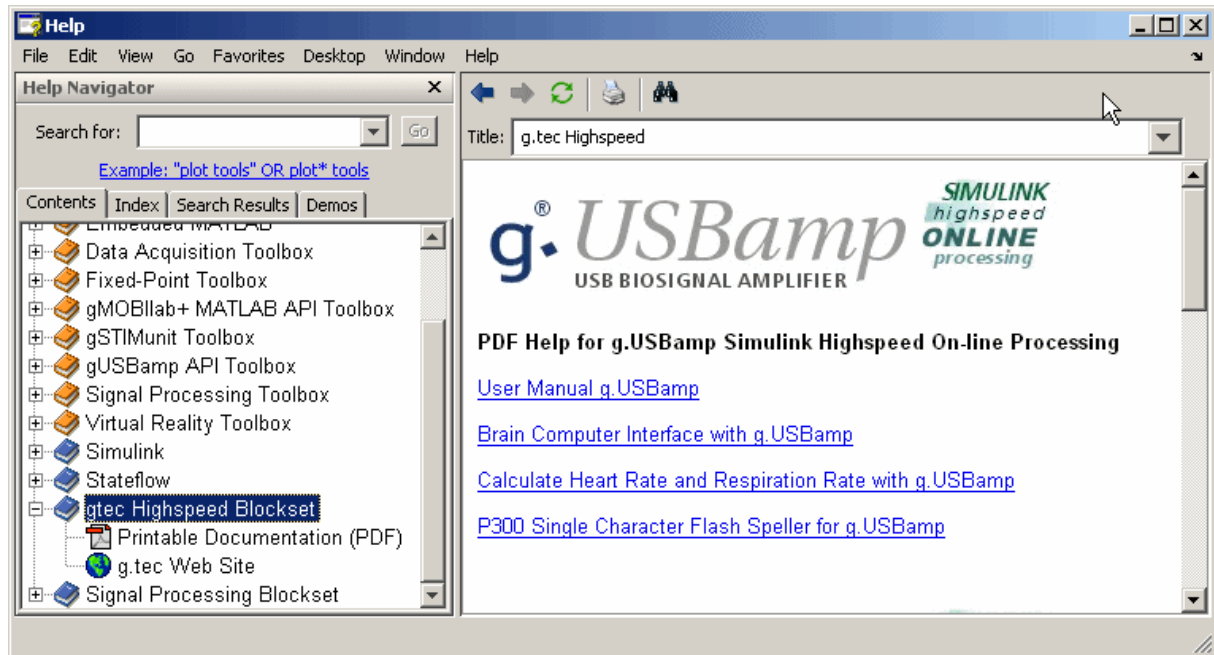 Help
File Edit View Go Favorites Desktop Window Help
Help Navigator
Search for:
Go
Example: "plot tools" OR plot* tools
Contents Index Search Results Demos
Embedded MATLAB
Data Acquisition Toolbox
Fixed-Point Toolbox
gMOBIlab+ MATLAB API Toolbox
gSTIMunit Toolbox
gUSBamp API Toolbox
Signal Processing Toolbox
Virtual Reality Toolbox
Simulink
Stateflow
gtec Highspeed Blockset
Printable Documentation (PDF)
g.tec Web Site
Signal Processing Blockset
Title: g.tec Highspeed
g.® USBamp
USB BIOSIGNAL AMPLIFIER
SIMULINK
highspeed
ONLINE
processing
PDF Help for g.USBamp Simulink Highspeed On-line Processing
User Manual g.USBamp
Brain Computer Interface with g.USBamp
Calculate Heart Rate and Respiration Rate with g.USBamp
P300 Single Character Flash Speller for g.USBamp